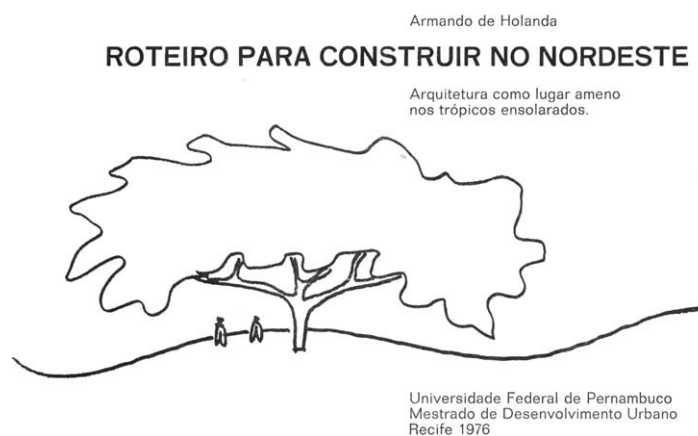 Armando de Holanda
ROTEIRO PARA CONSTRUIR NO NORDESTE
Arquitetura como lugar ameno
nos trópicos ensolarados.
Universidade Federal de Pernambuco
Mestrado de Desenvolvimento Urbano
Recife 1976